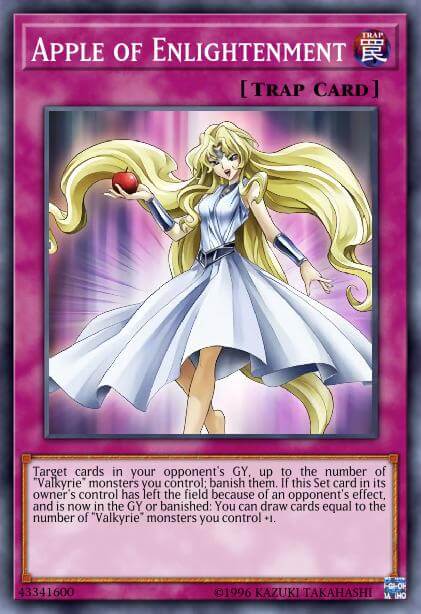 APPLE OF ENLIGHTENMENT
TRAP
罠
[TRAP CARD]
Target cards in your opponent's GY, up to the number of
"Valkyrie" monsters you control; banish them. If this Set card in its
owner's control has left the field because of an opponent's effect,
and is now in the GY or banished: You can draw cards equal to the
number of "Valkyrie" monsters you control +1.
43341600
©1996 KAZUKI TAKAHASHI